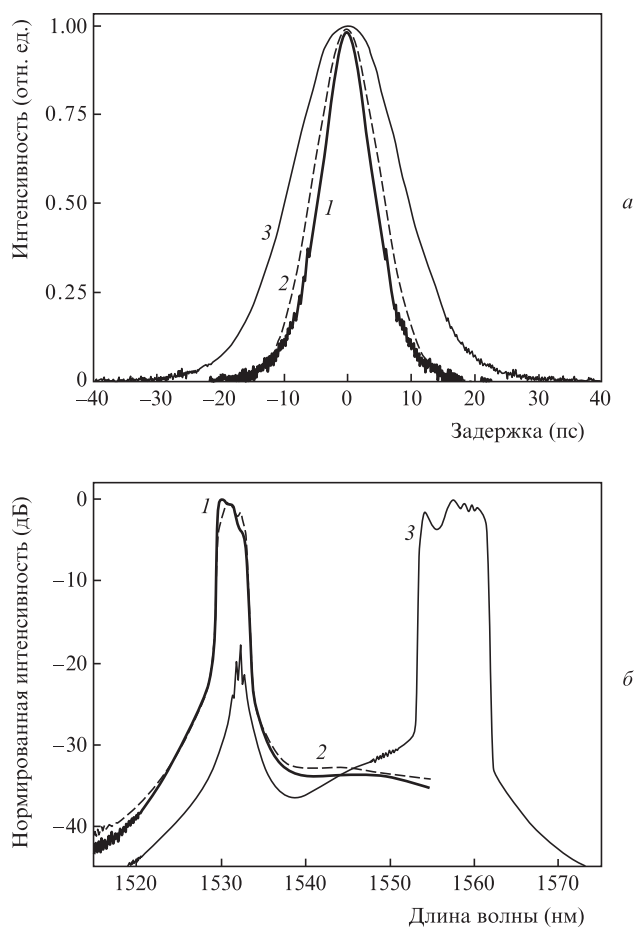 1.00
0.75
0.50
0.25
0
Интенсивность (отн. ед.)
3
2
1
а
−40 −30 −20 −10 0 10 20 30 40
Задержка (пс)
0
−10
−20
−30
−40
Нормированная интенсивность (дБ)
1
3
2
б
1520 1530 1540 1550 1560 1570
Длина волны (нм)